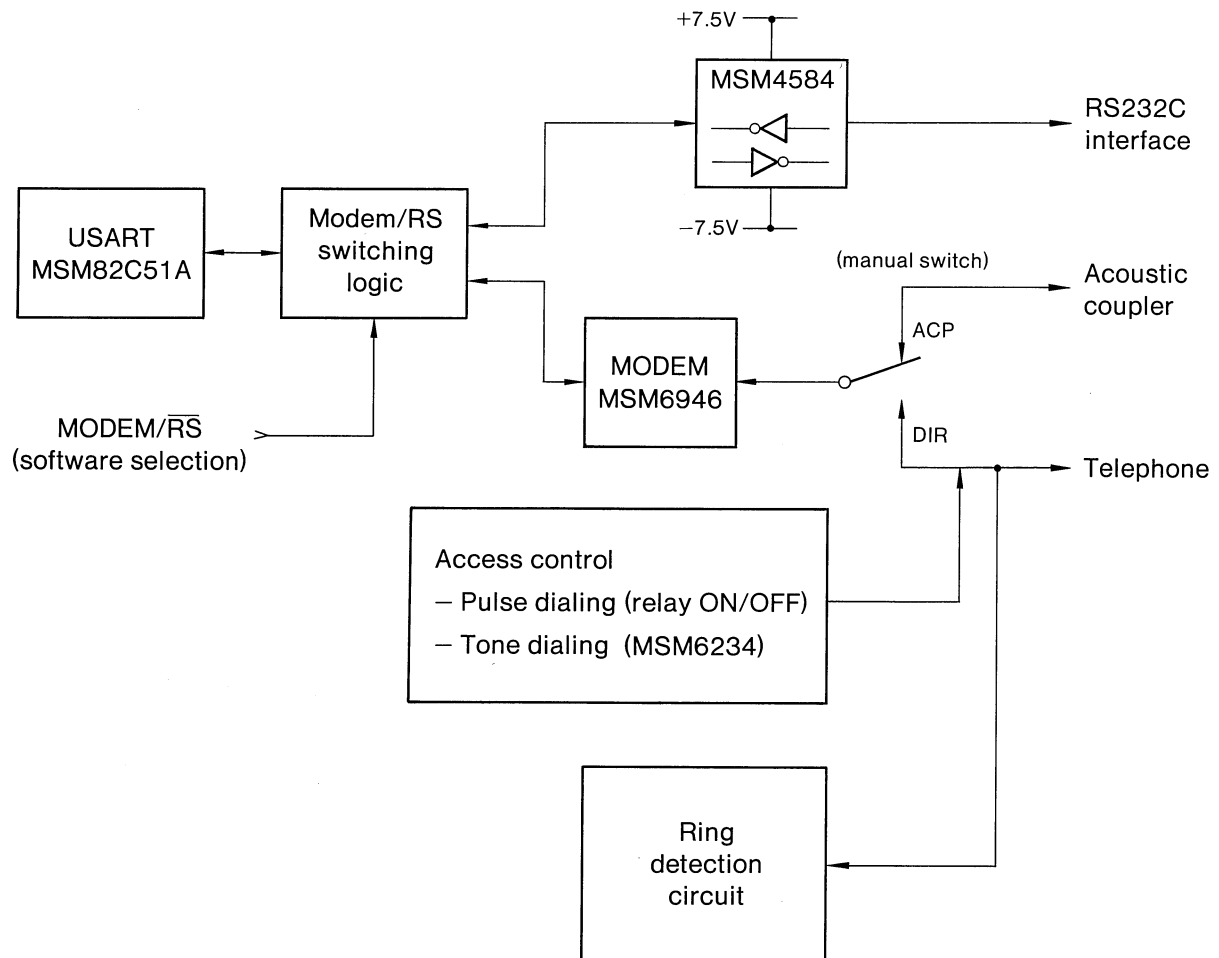 +7.5V
MSM4584
RS232C
interface
−7.5V
USART
MSM82C51A
Modem/RS
switching
logic
(manual switch)
Acoustic
coupler
ACP
MODEM
MSM6946
MODEM/R̅S̅
(software selection)
DIR
Telephone
Access control
– Pulse dialing (relay ON/OFF)
– Tone dialing (MSM6234)
Ring
detection
circuit